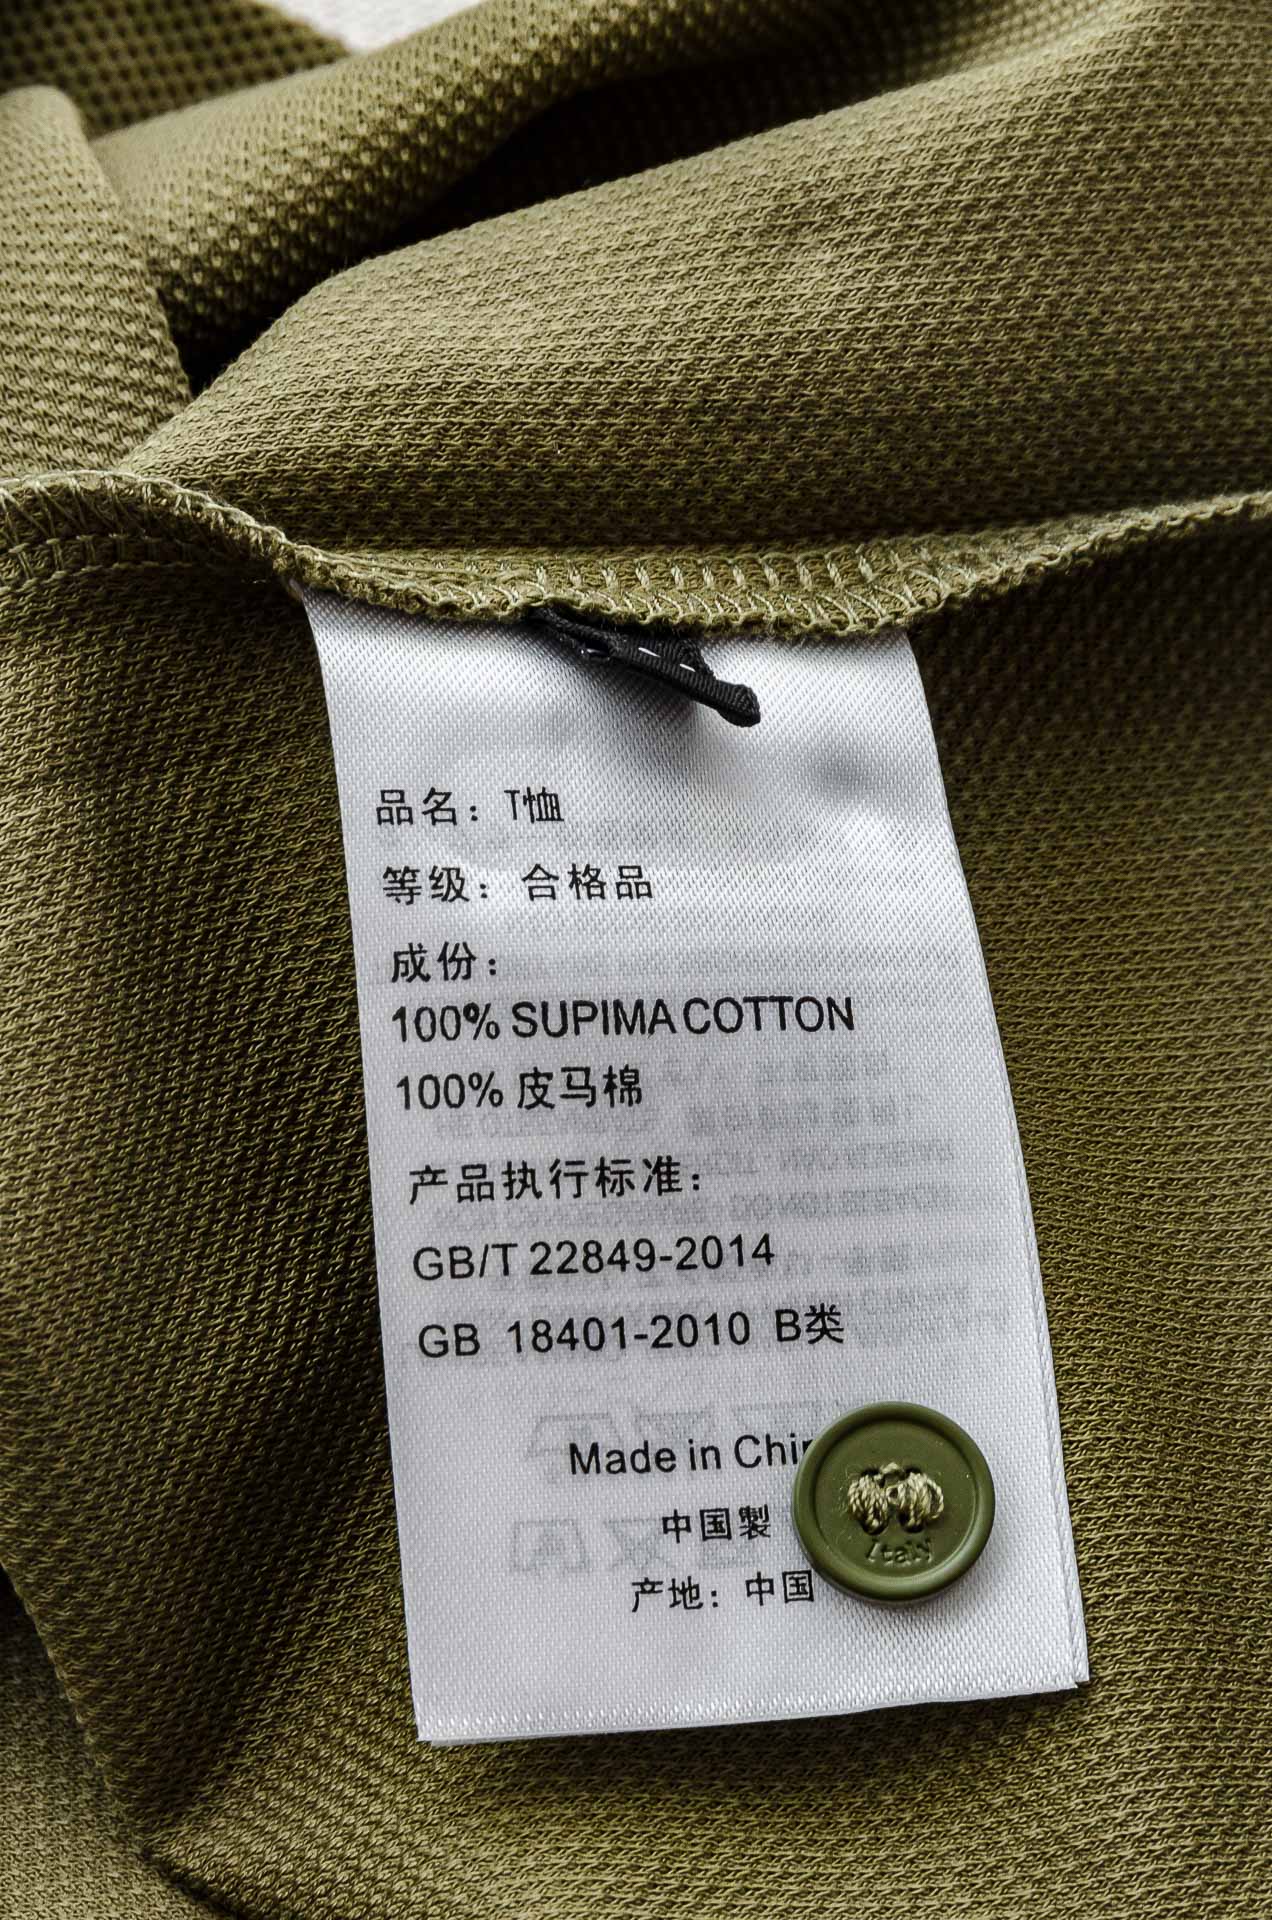 品名：T恤
等级：合格品
成份：
100% SUPIMA COTTON
100% 皮马棉
产品执行标准：
GB/T 22849-2014
GB 18401-2010 B类
Made in
中国製
产地：中国
Italy